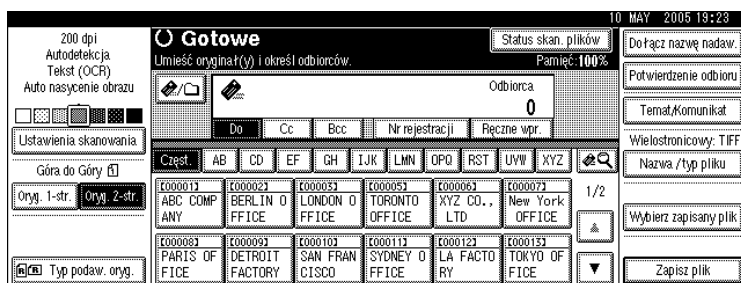 10 MAY 2005 19:23
200 dpi
Autodetekcja
Tekst (OCR)
Auto nasycenie obrazu
Ustawienia skanowania
Góra do Góry
Oryg. 1-str.
Oryg. 2-str.
Typ podaw. oryg.
Gotowe
Status skan. plików
Umieść oryginał(y) i określ odbiorców.
Pamięć:100%
Odbiorca
0
Do
Cc
Bcc
Nr rejestracji
Ręczne wpr.
Częst.
AB
CD
EF
GH
IJK
LMN
OPQ
RST
UVW
XYZ
[00001]
ABC COMP
ANY
[00002]
BERLIN O
FFICE
[00003]
LONDON O
FFICE
[00005]
TORONTO
OFFICE
[00006]
XYZ CO.,
LTD
[00007]
New York
OFFICE
1/2
[00008]
PARIS OF
FICE
[00009]
DETROIT
FACTORY
[00010]
SAN FRAN
CISCO
[00011]
SYDNEY O
FFICE
[00012]
LA FACTO
RY
[00013]
TOKYO OF
FICE
Dołącz nazwę nadaw.
Potwierdzenie odbioru
Temat/Komunikat
Wielostronicowy: TIFF
Nazwa /typ pliku
Wybierz zapisany plik
Zapisz plik